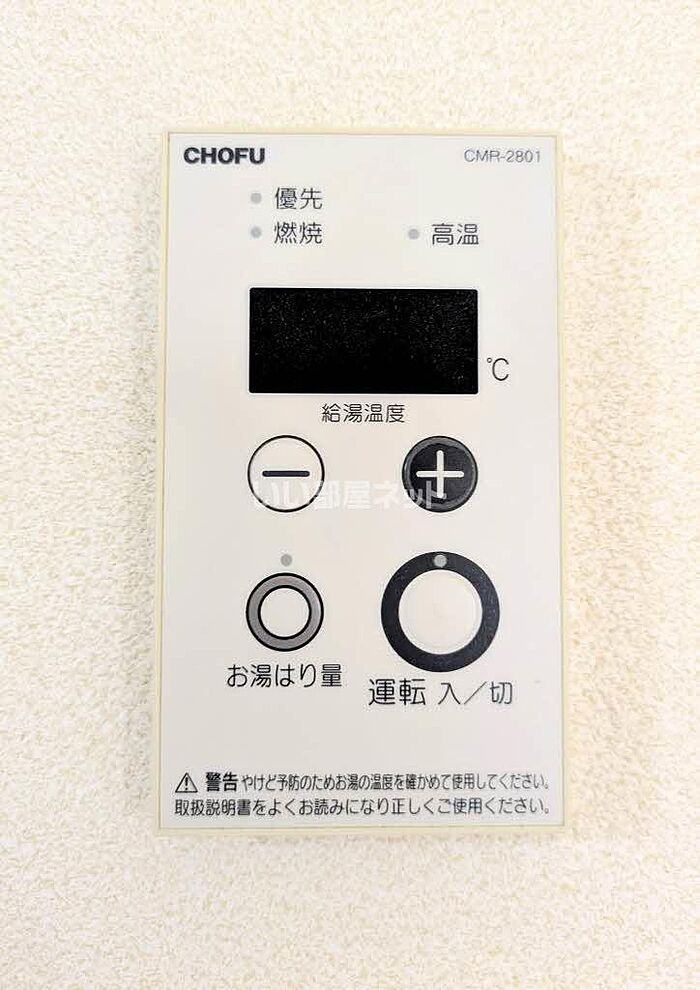 CHOFU CMR-2801
優先
燃焼 高温
℃
給湯温度
− +
いい部屋ネット
お湯はり量 運転 入／切
⚠ 警告 やけど予防のためお湯の温度を確かめて使用してください。
取扱説明書をよくお読みになり正しくご使用ください。